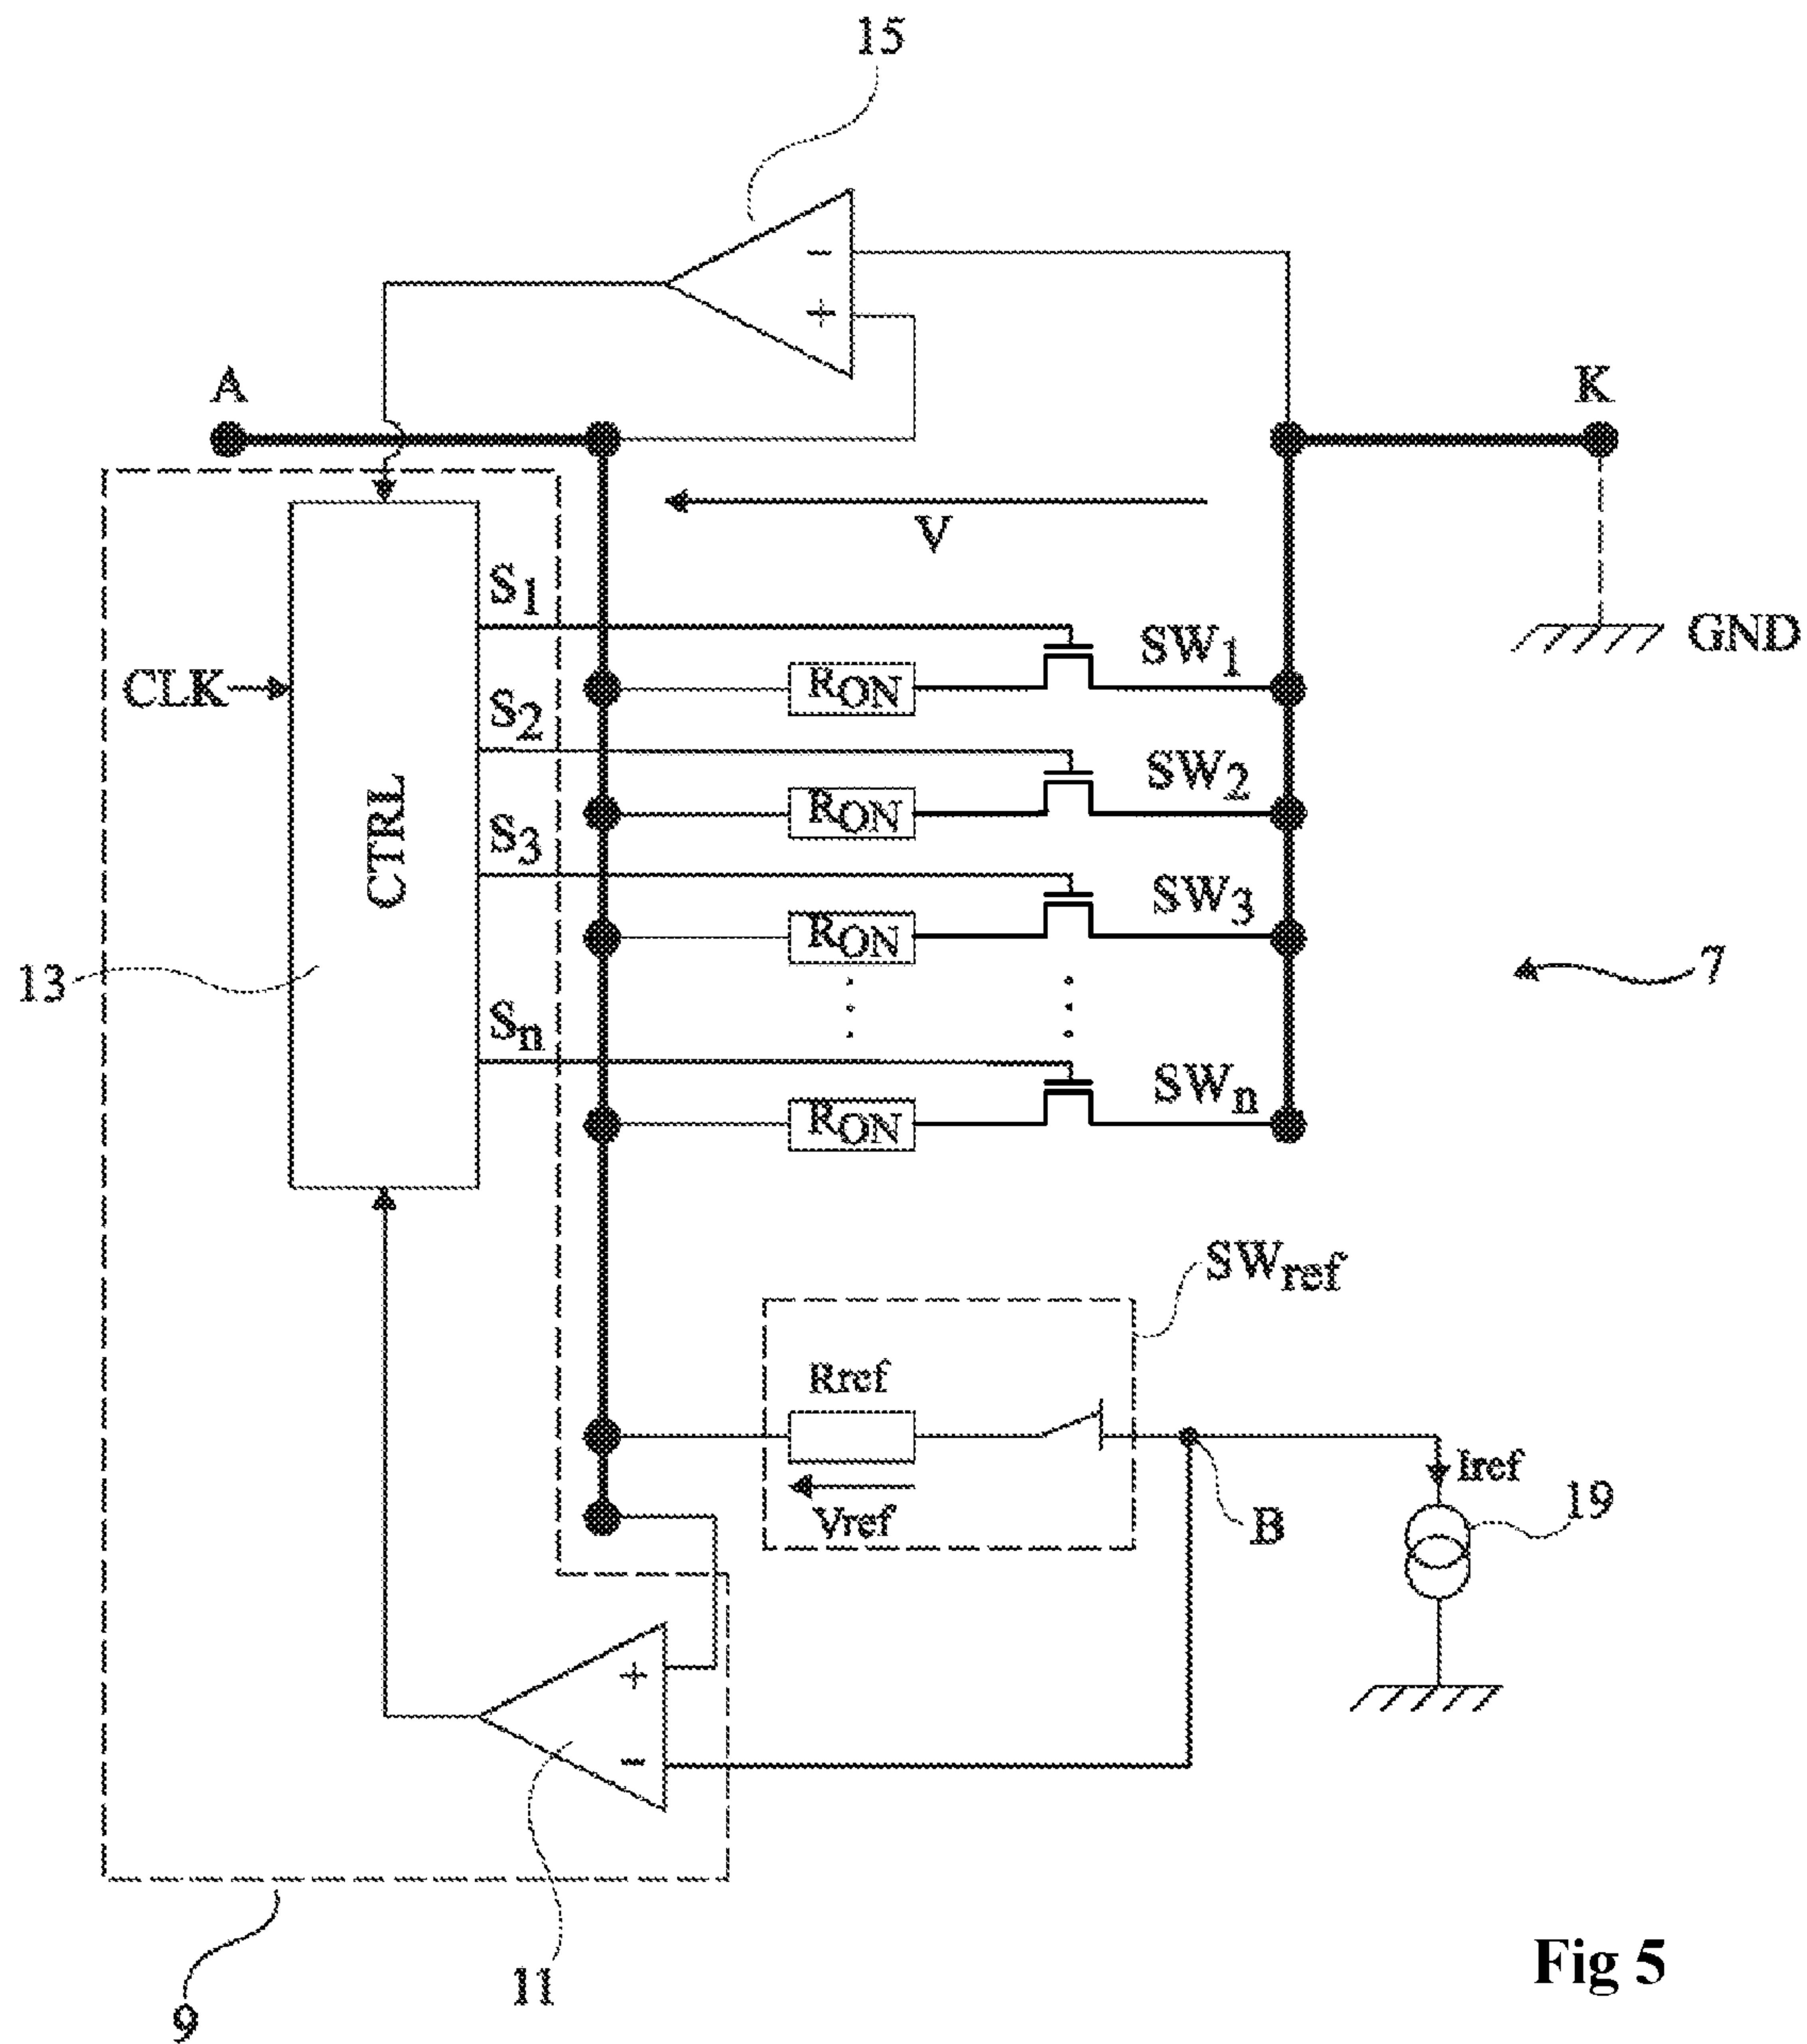 15
−
+
A
K
V
GND
S1
SW1
CLK
RON
S2
SW2
RON
CTRL
S3
SW3
RON
13
7
Sn
SWn
RON
SWref
Rref
Vref
B
Iref
19
+
−
11
9
Fig 5